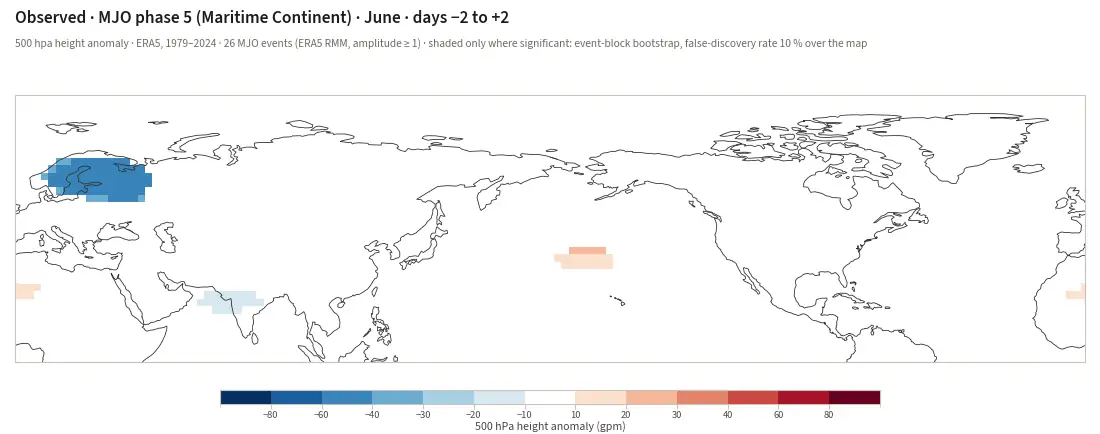 Observed · MJO phase 5 (Maritime Continent) · June · days −2 to +2
500 hpa height anomaly · ERA5, 1979–2024 · 26 MJO events (ERA5 RMM, amplitude ≥ 1) · shaded only where significant: event-block bootstrap, false-discovery rate 10 % over the map
−80 −60 −40 −30 −20 −10 10 20 30 40 60 80
500 hPa height anomaly (gpm)